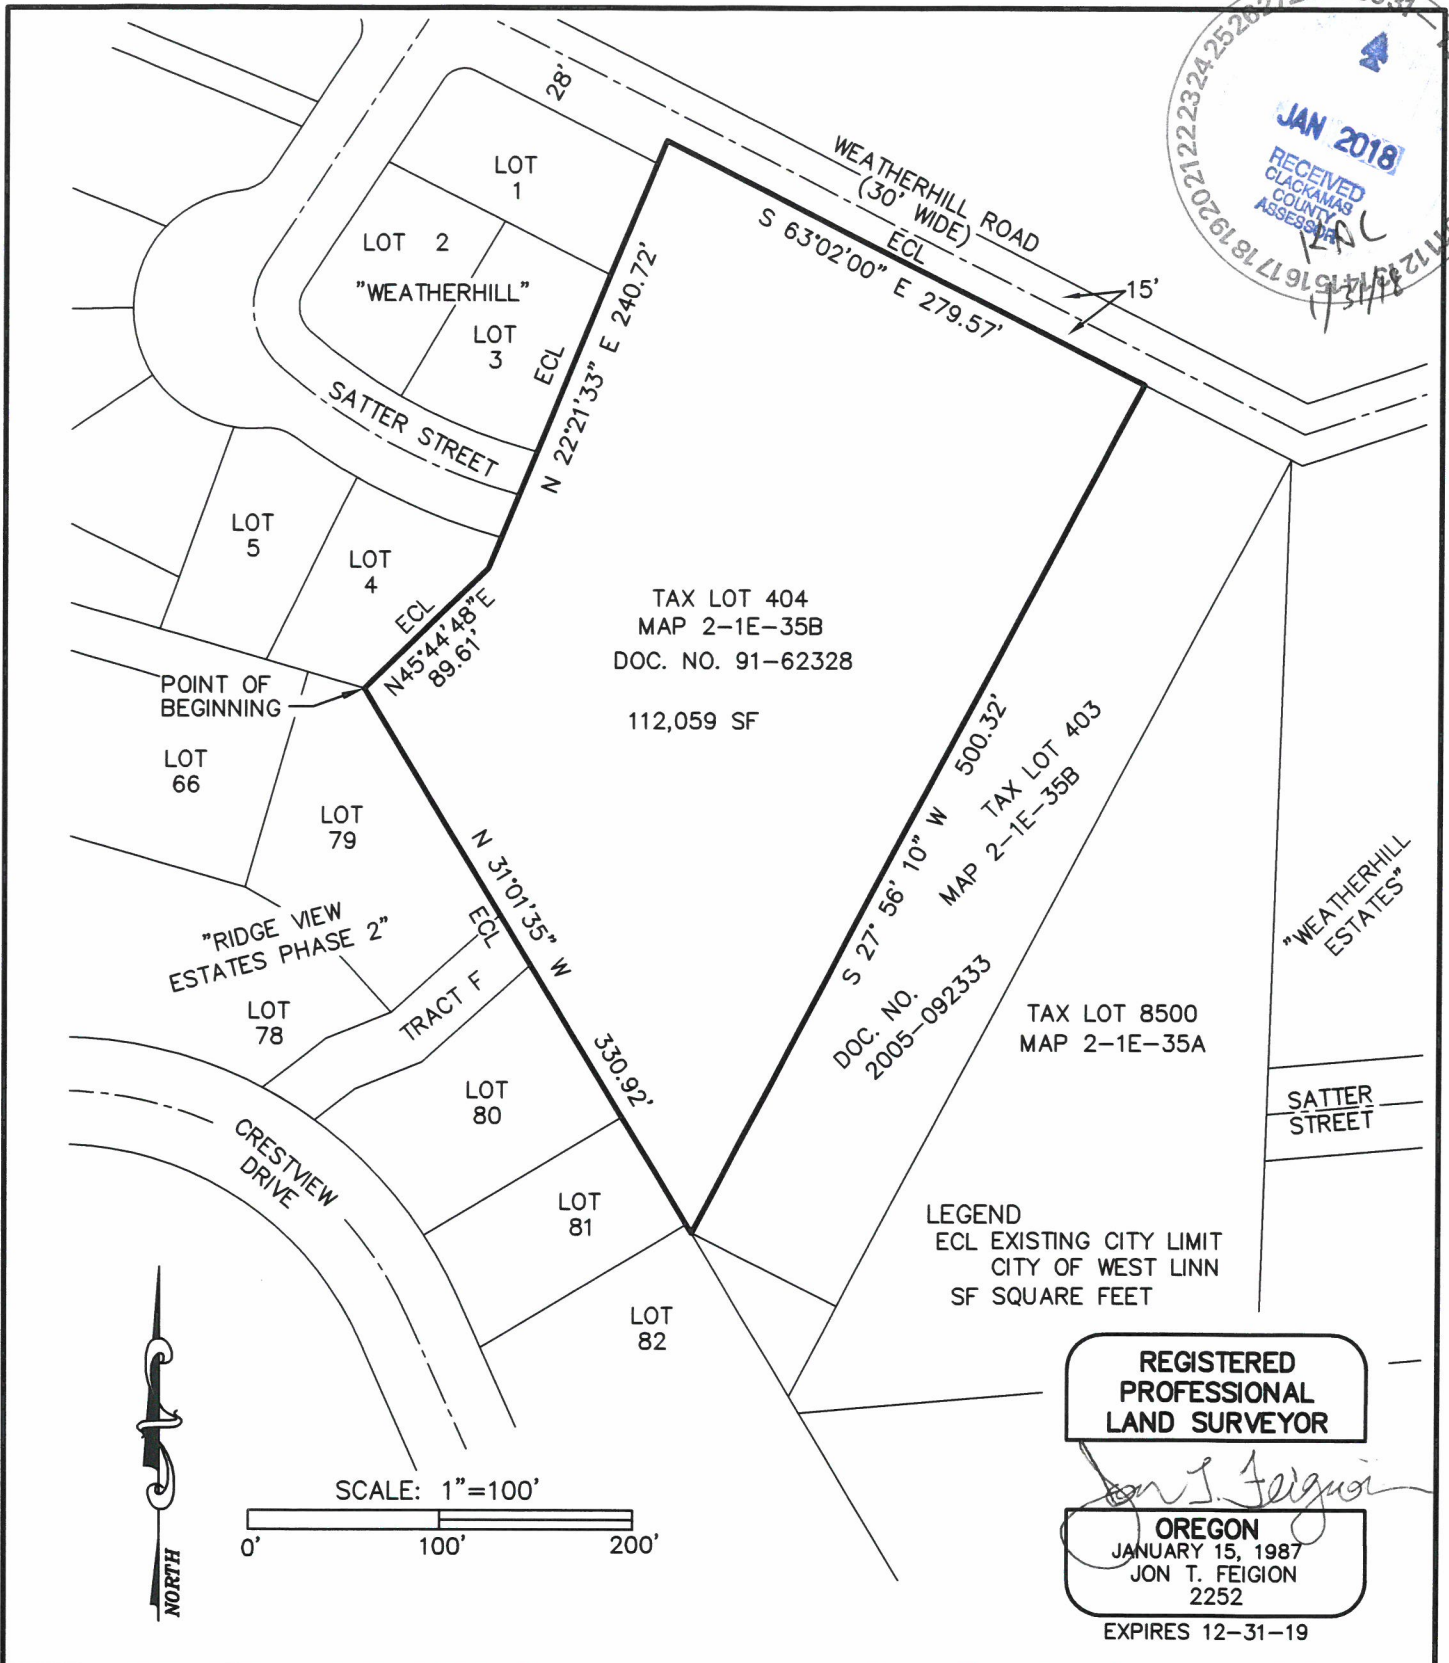 28'
WEATHERHILL ROAD
(30' WIDE)
ECL
S 63°02'00" E 279.57'
15'
JAN 2018
RECEIVED
CLACKAMAS
COUNTY
ASSESSOR
1/31/18
LOT
1
LOT 2
"WEATHERHILL"
LOT
3
ECL
N 22°21'33" E 240.72'
SATTER STREET
LOT
5
LOT
4
ECL
N45°44'48"E
89.61'
POINT OF
BEGINNING
TAX LOT 404
MAP 2-1E-35B
DOC. NO. 91-62328
112,059 SF
LOT
66
LOT
79
N 31°01'35" W
330.92'
ECL
S 27° 56' 10" W 500.32'
TAX LOT 403
MAP 2-1E-35B
DOC. NO.
2005-092333
"WEATHERHILL
ESTATES"
"RIDGE VIEW
ESTATES PHASE 2"
TRACT F
LOT
78
TAX LOT 8500
MAP 2-1E-35A
LOT
80
SATTER
STREET
CRESTVIEW
DRIVE
LOT
81
LOT
82
LEGEND
ECL EXISTING CITY LIMIT
CITY OF WEST LINN
SF SQUARE FEET
NORTH
SCALE: 1"=100'
0' 100' 200'
REGISTERED
PROFESSIONAL
LAND SURVEYOR
Jon T. Feigion
OREGON
JANUARY 15, 1987
JON T. FEIGION
2252
EXPIRES 12-31-19